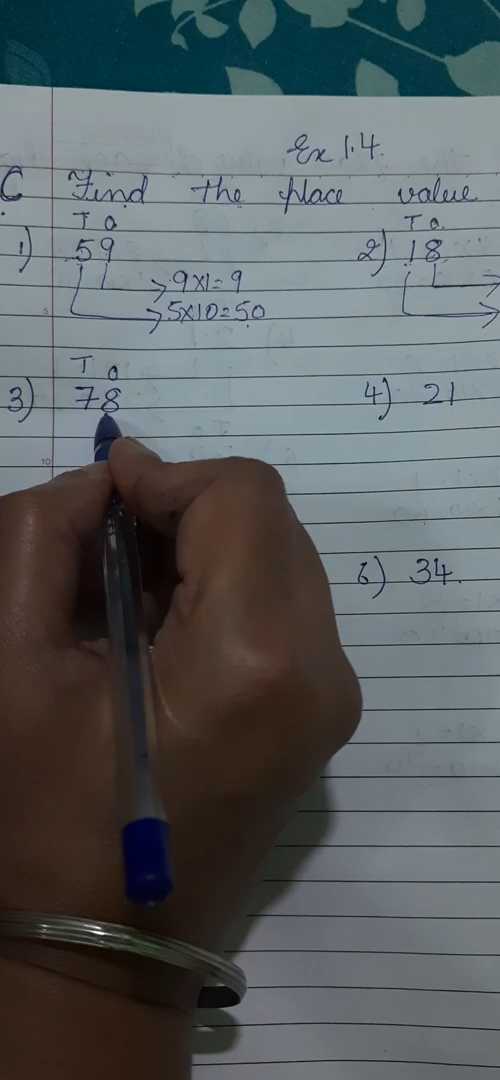 Ex 1.4.
C Find the place value
T O T O.
1) 59 2) 18
9x1=9
5x10=50
T O
3) 78 4) 21
6) 34.